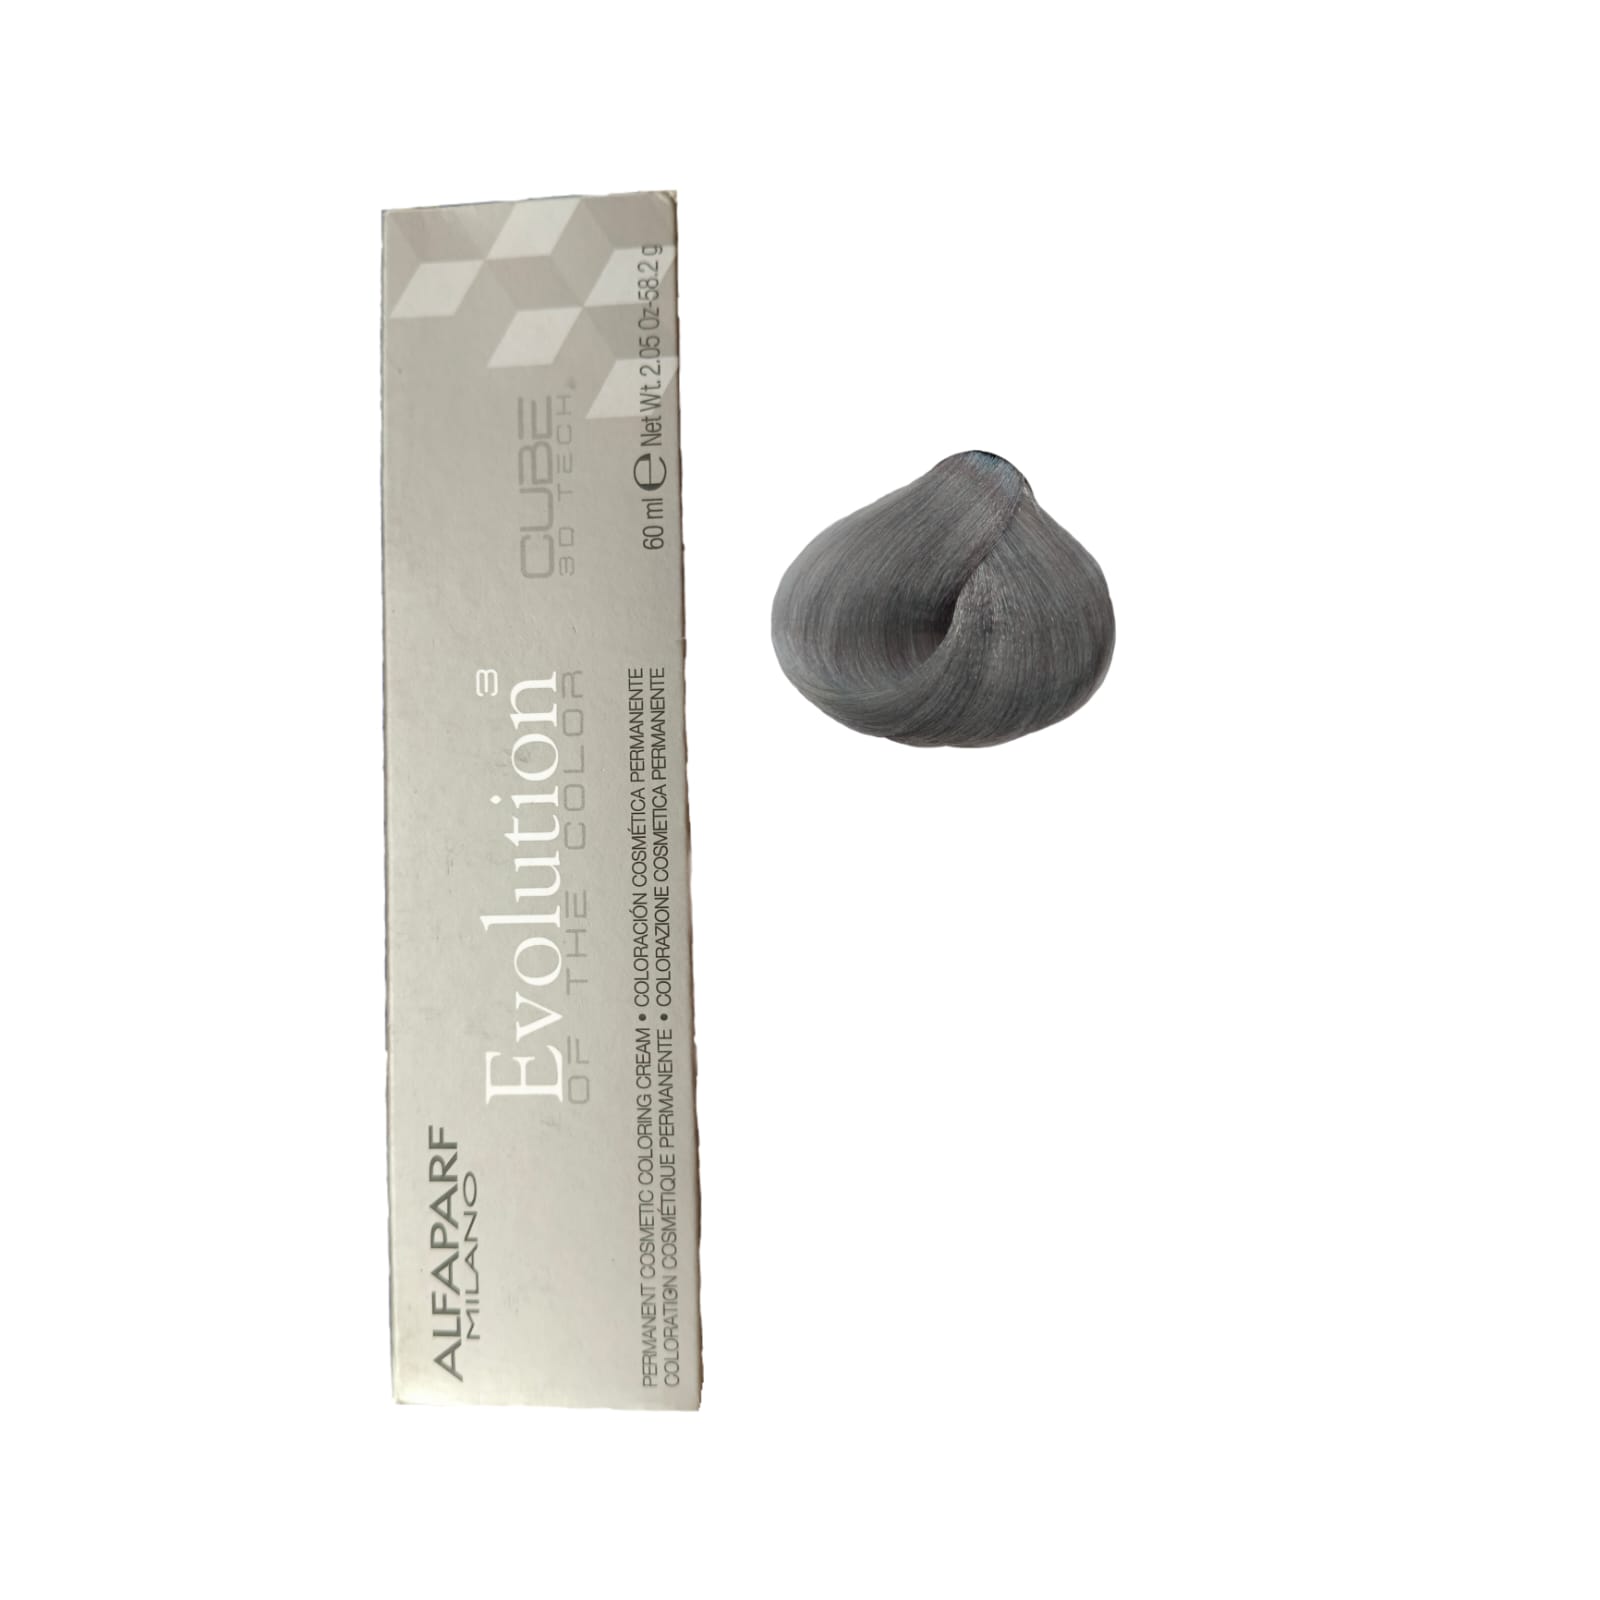 ALFAPARF
MILANO
Evolution 3
OF THE COLOR
CUBE
3D TECH.
PERMANENT COSMETIC COLORING CREAM • COLORACIÓN COSMÉTICA PERMANENTE
COLORATION COSMÉTIQUE PERMANENTE • COLORAZIONE COSMETICA PERMANENTE
60 ml e Net Wt. 2.05 Oz-58.2 g